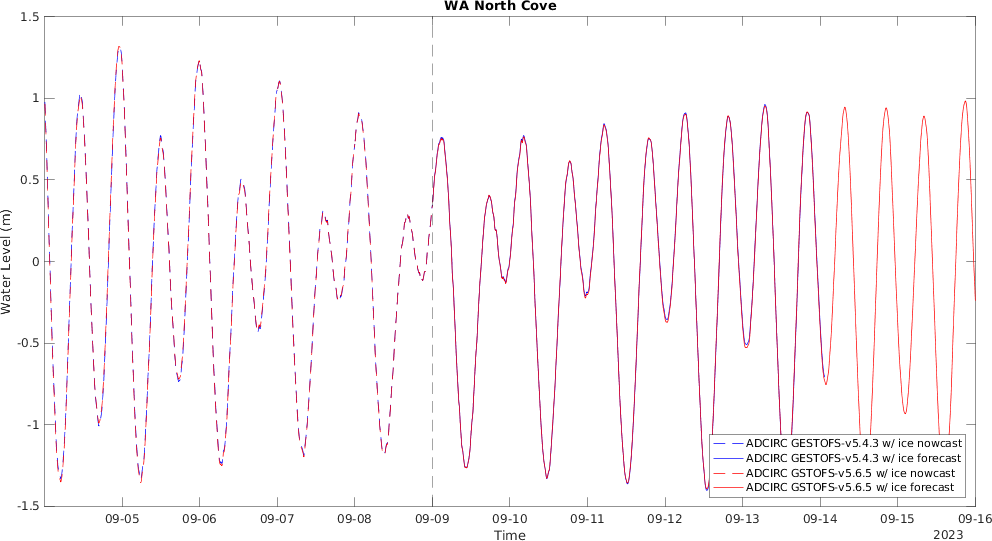 WA North Cove
1.5
1
0.5
0
-0.5
-1
-1.5
Water Level (m)
ADCIRC GESTOFS-v5.4.3 w/ ice nowcast
ADCIRC GESTOFS-v5.4.3 w/ ice forecast
ADCIRC GSTOFS-v5.6.5 w/ ice nowcast
ADCIRC GSTOFS-v5.6.5 w/ ice forecast
09-05 09-06 09-07 09-08 09-09 09-10 09-11 09-12 09-13 09-14 09-15 09-16
Time
2023